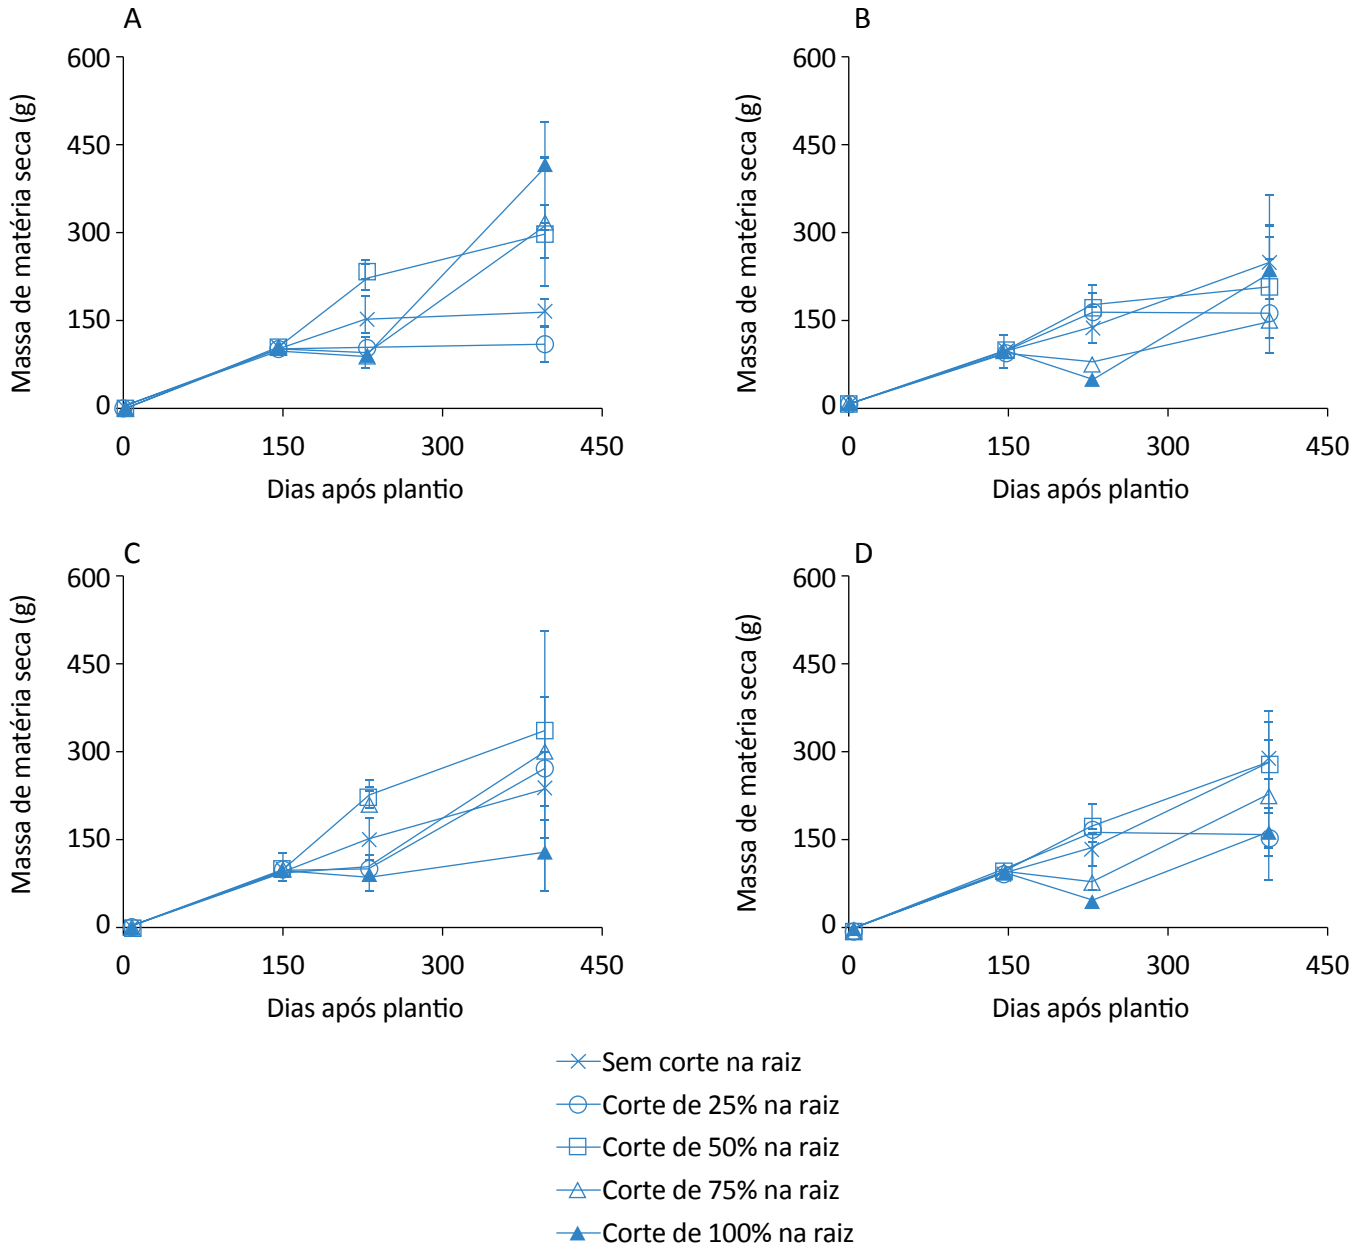 A
Massa de matéria seca (g)
600
450
300
150
0
0 150 300 450
Dias após plantio
B
Massa de matéria seca (g)
600
450
300
150
0
0 150 300 450
Dias após plantio
C
Massa de matéria seca (g)
600
450
300
150
0
0 150 300 450
Dias após plantio
D
Massa de matéria seca (g)
600
450
300
150
0
0 150 300 450
Dias após plantio
Sem corte na raiz
Corte de 25% na raiz
Corte de 50% na raiz
Corte de 75% na raiz
Corte de 100% na raiz